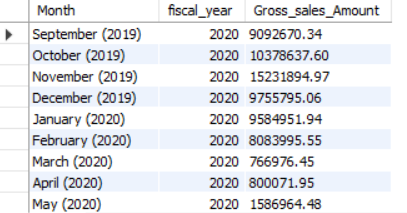 Month fiscal_year Gross_sales_Amount
September (2019) 2020 9092670.34
October (2019) 2020 10378637.60
November (2019) 2020 15231894.97
December (2019) 2020 9755795.06
January (2020) 2020 9584951.94
February (2020) 2020 8083995.55
March (2020) 2020 766976.45
April (2020) 2020 800071.95
May (2020) 2020 1586964.48